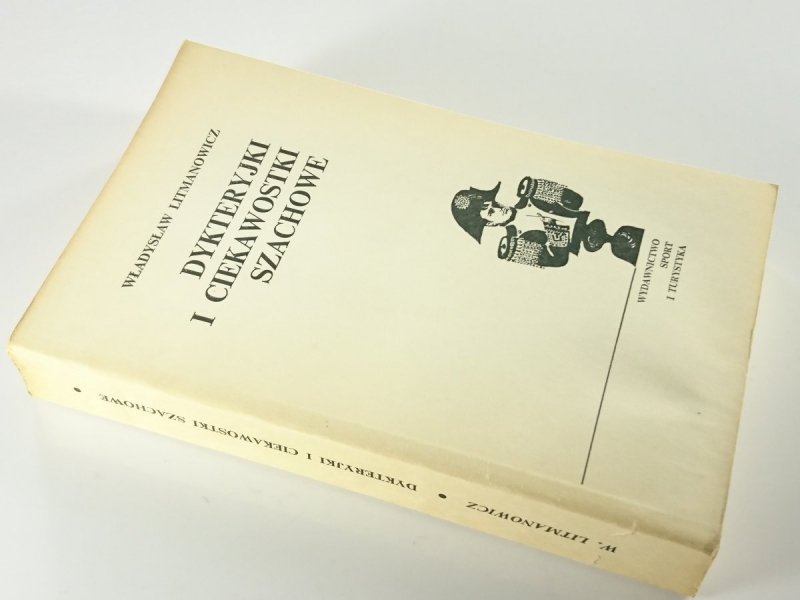 WŁADYSŁAW LITMANOWICZ
DYKTERYJKI
I CIEKAWOSTKI
SZACHOWE
WYDAWNICTWO
SPORT
I TURYSTYKA
W. LITMANOWICZ • DYKTERYJKI I CIEKAWOSTKI SZACHOWE •